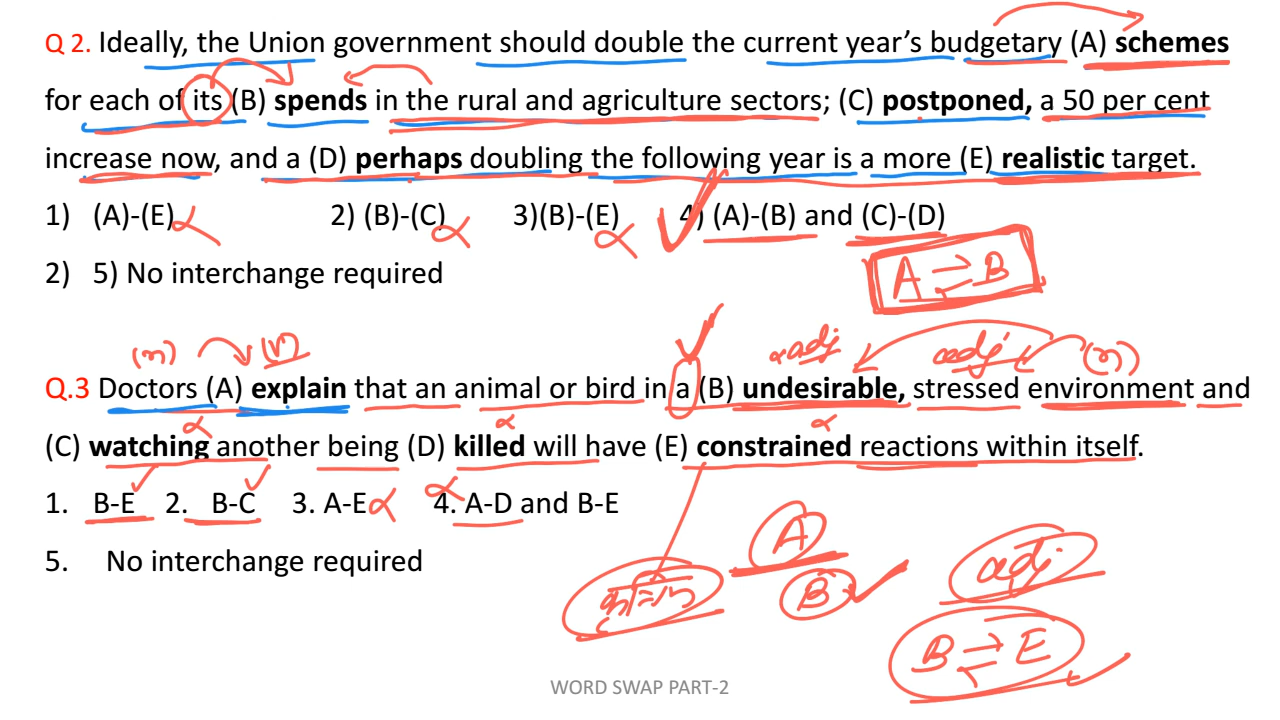 Q 2. Ideally, the Union government should double the current year's budgetary (A) schemes
for each of its (B) spends in the rural and agriculture sectors; (C) postponed, a 50 per cent
increase now, and a (D) perhaps doubling the following year is a more (E) realistic target.
1) (A)-(E) 2) (B)-(C) 3)(B)-(E) 4) (A)-(B) and (C)-(D)
2) 5) No interchange required
A B
(n) (v) adj adj (n)
Q.3 Doctors (A) explain that an animal or bird in a (B) undesirable, stressed environment and
(C) watching another being (D) killed will have (E) constrained reactions within itself.
1. B-E 2. B-C 3. A-E 4. A-D and B-E
5. No interchange required
A
B
adj
B E
WORD SWAP PART-2